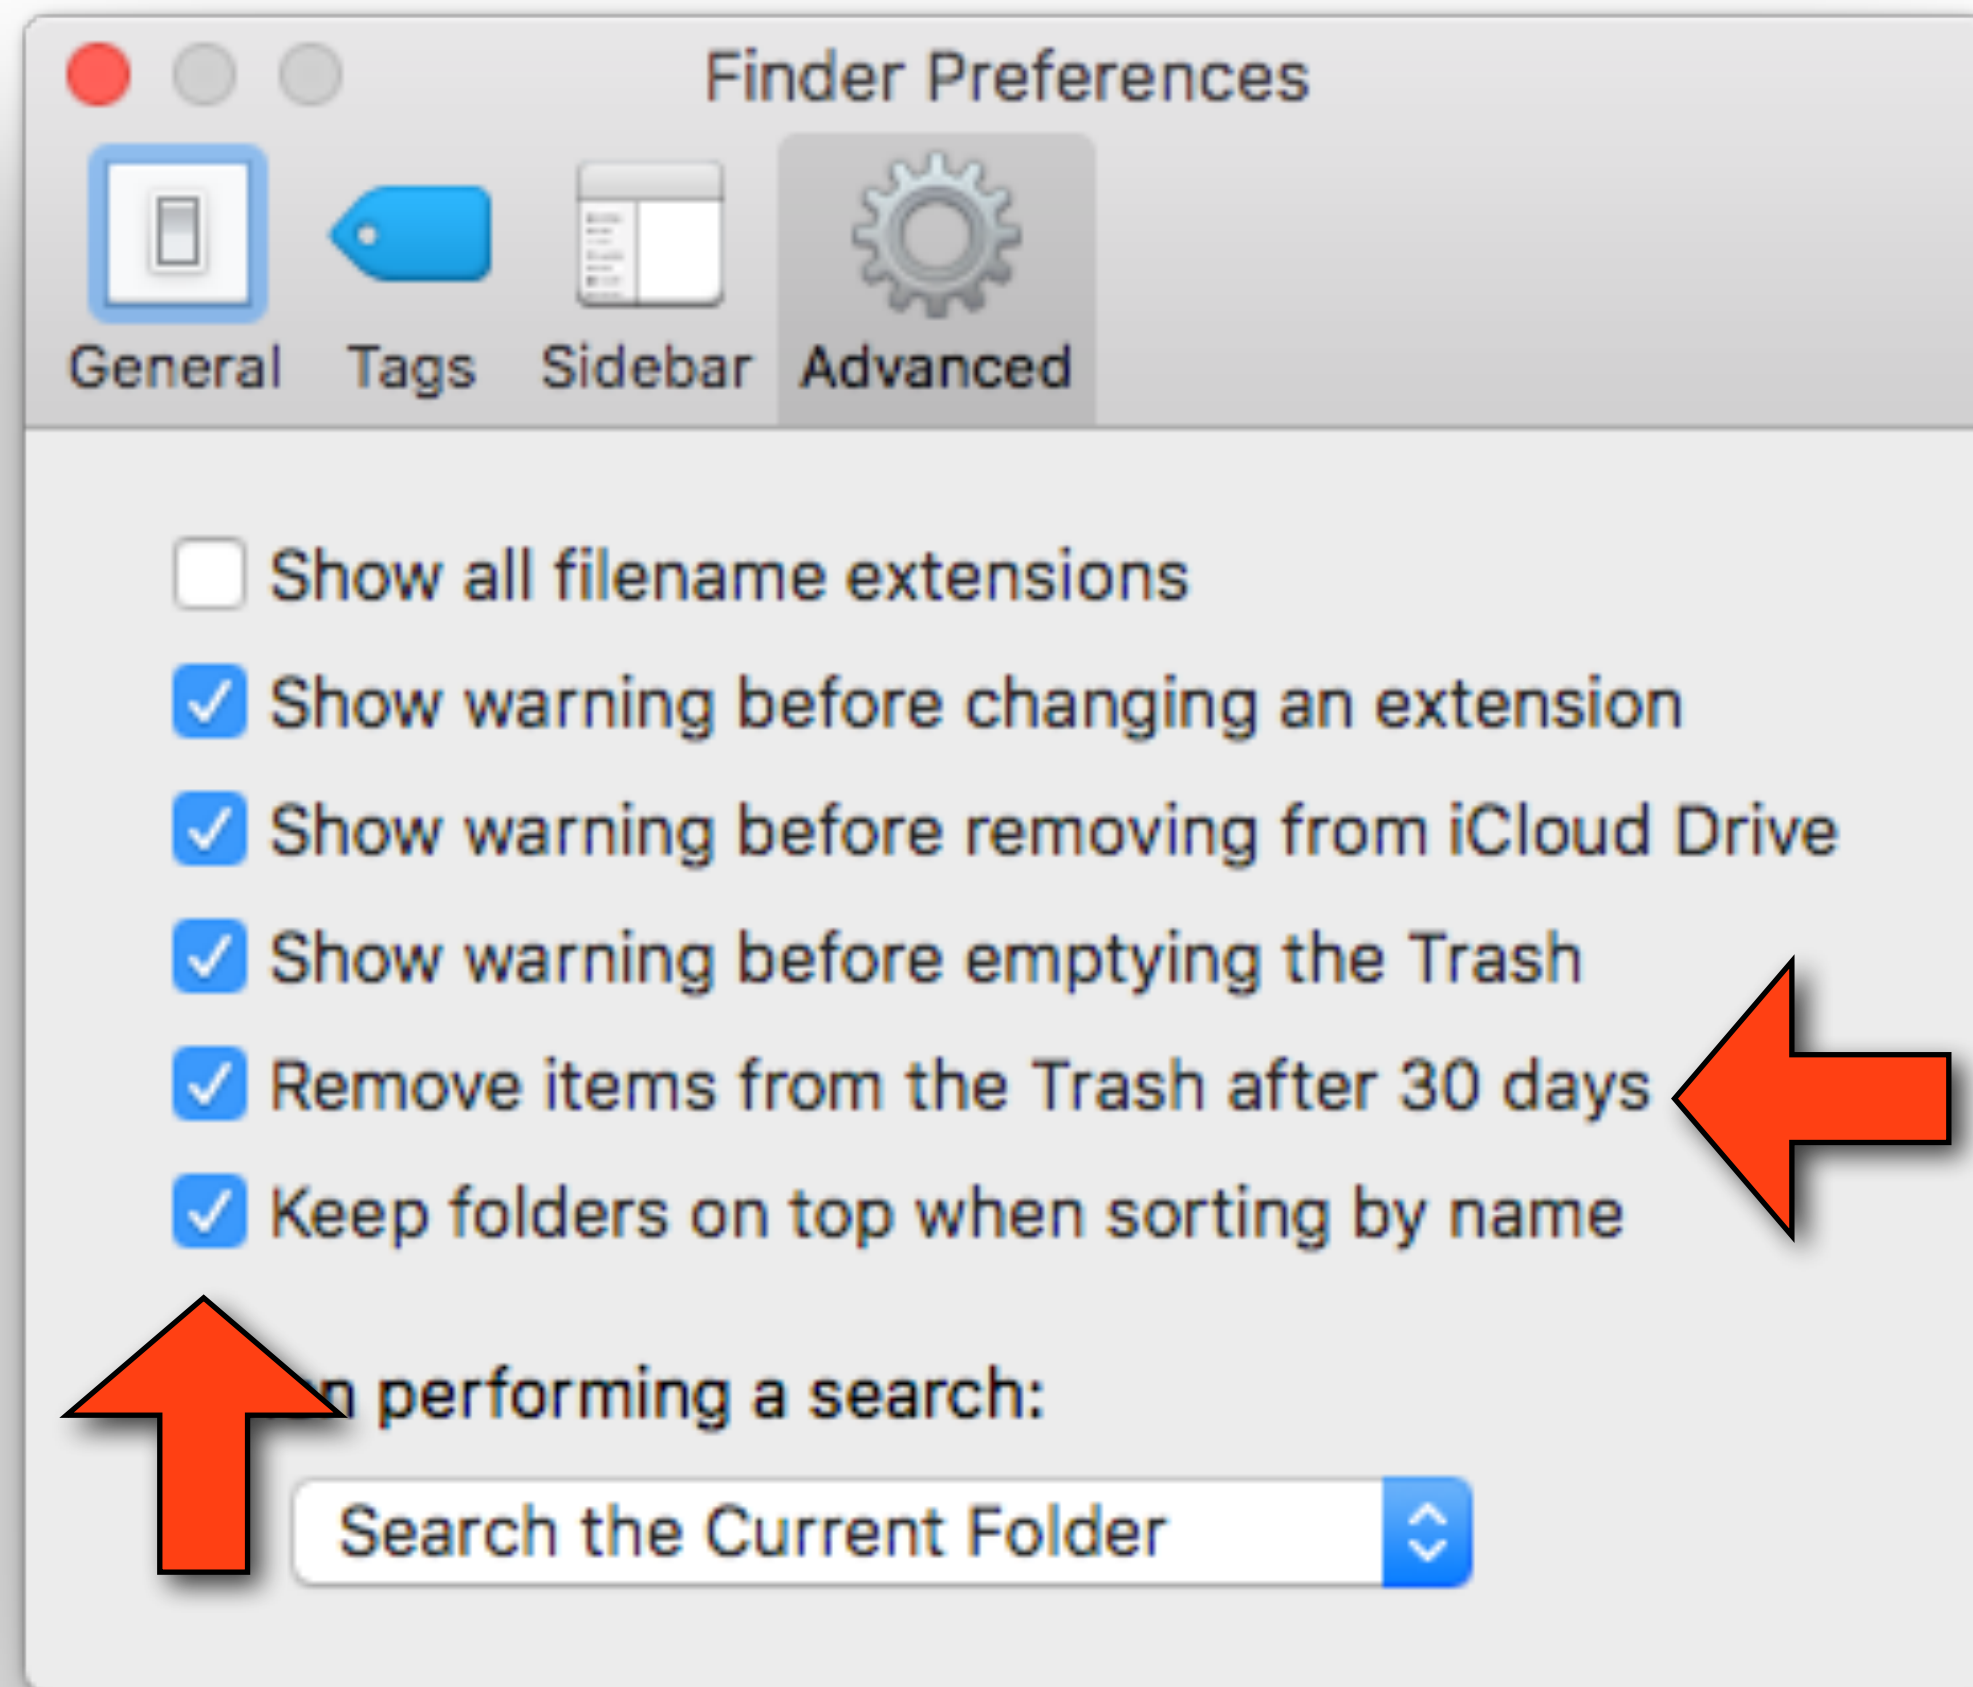 Finder Preferences
General Tags Sidebar Advanced
Show all filename extensions
Show warning before changing an extension
Show warning before removing from iCloud Drive
Show warning before emptying the Trash
Remove items from the Trash after 30 days
Keep folders on top when sorting by name
performing a search:
Search the Current Folder